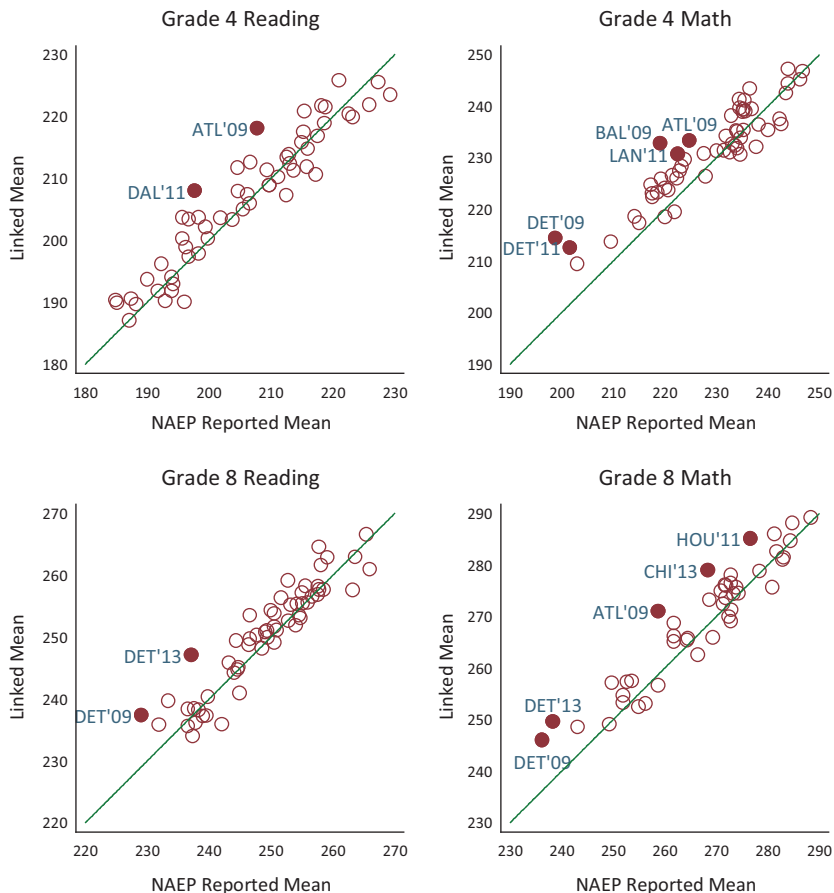 Grade 4 Reading
230
220
210
200
190
180
Linked Mean
ATL'09
DAL'11
180 190 200 210 220 230
NAEP Reported Mean
Grade 4 Math
250
240
230
220
210
200
190
Linked Mean
BAL'09 ATL'09
LAN'11
DET'09
DET'11
190 200 210 220 230 240 250
NAEP Reported Mean
Grade 8 Reading
270
260
250
240
230
220
Linked Mean
DET'13
DET'09
220 230 240 250 260 270
NAEP Reported Mean
Grade 8 Math
290
280
270
260
250
240
230
Linked Mean
HOU'11
CHI'13
ATL'09
DET'13
DET'09
230 240 250 260 270 280 290
NAEP Reported Mean